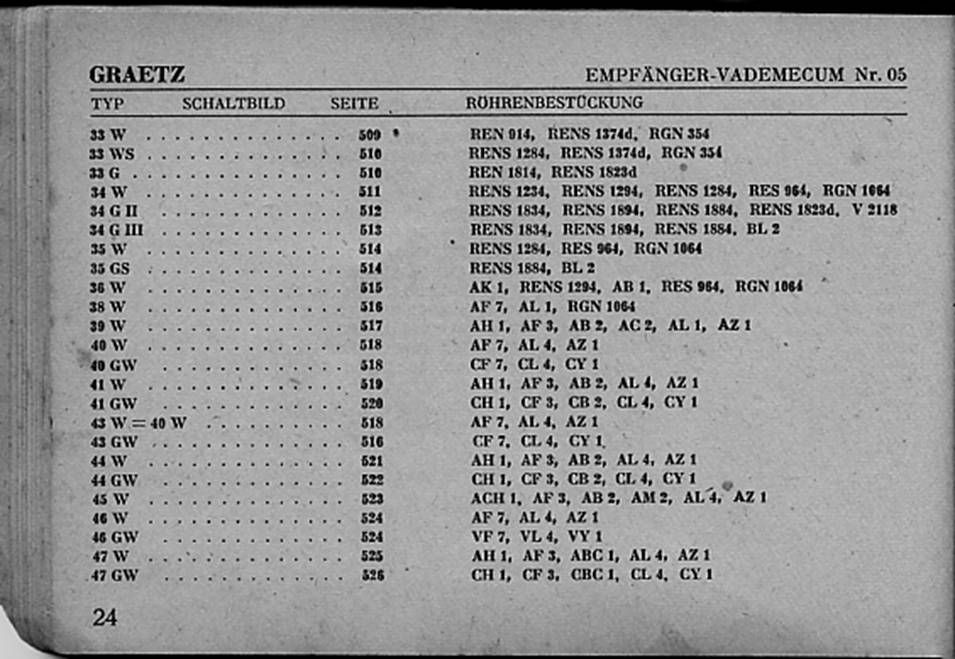 GRAETZ EMPFÄNGER-VADEMECUM Nr. 05
TYP SCHALTBILD SEITE RÖHRENBESTÜCKUNG
33 W . . . . . . . . . . . . . . 509 REN 914, RENS 1374d, RGN 354
33 WS . . . . . . . . . . . . . . 510 RENS 1284, RENS 1374d, RGN 354
33 G . . . . . . . . . . . . . . . 510 REN 1814, RENS 1823d
34 W . . . . . . . . . . . . . . 511 RENS 1234, RENS 1294, RENS 1284, RES 964, RGN 1064
34 G II . . . . . . . . . . . . . 512 RENS 1834, RENS 1894, RENS 1884, RENS 1823d, V 2118
34 G III . . . . . . . . . . . . . 513 RENS 1834, RENS 1894, RENS 1884, BL 2
35 W . . . . . . . . . . . . . . 514 RENS 1284, RES 964, RGN 1064
35 GS . . . . . . . . . . . . . . 514 RENS 1884, BL 2
36 W . . . . . . . . . . . . . . 515 AK 1, RENS 1294, AB 1, RES 964, RGN 1064
38 W . . . . . . . . . . . . . . 516 AF 7, AL 1, RGN 1064
39 W . . . . . . . . . . . . . . 517 AH 1, AF 3, AB 2, AC 2, AL 1, AZ 1
40 W . . . . . . . . . . . . . . 518 AF 7, AL 4, AZ 1
40 GW . . . . . . . . . . . . . 518 CF 7, CL 4, CY 1
41 W . . . . . . . . . . . . . . 519 AH 1, AF 3, AB 2, AL 4, AZ 1
41 GW . . . . . . . . . . . . . 520 CH 1, CF 3, CB 2, CL 4, CY 1
43 W = 40 W . . . . . . . . . . 518 AF 7, AL 4, AZ 1
43 GW . . . . . . . . . . . . . 516 CF 7, CL 4, CY 1
44 W . . . . . . . . . . . . . . 521 AH 1, AF 3, AB 2, AL 4, AZ 1
44 GW . . . . . . . . . . . . . 522 CH 1, CF 3, CB 2, CL 4, CY 1
45 W . . . . . . . . . . . . . . 523 ACH 1, AF 3, AB 2, AM 2, AL 4, AZ 1
46 W . . . . . . . . . . . . . . 524 AF 7, AL 4, AZ 1
46 GW . . . . . . . . . . . . . 524 VF 7, VL 4, VY 1
47 W . . . . . . . . . . . . . . 525 AH 1, AF 3, ABC 1, AL 4, AZ 1
47 GW . . . . . . . . . . . . . 526 CH 1, CF 3, CBC 1, CL 4, CY 1
24